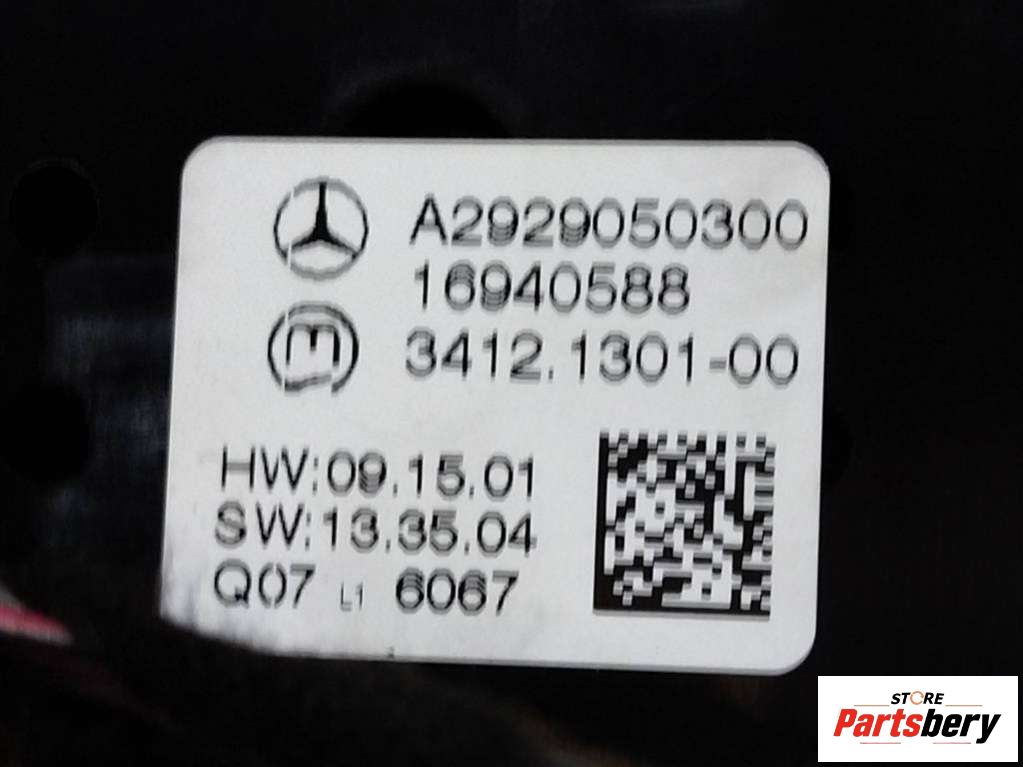 A2929050300
16940588
3412.1301-00
HW:09.15.01
SW:13.35.04
Q07 L1 6067
STORE
Partsbery